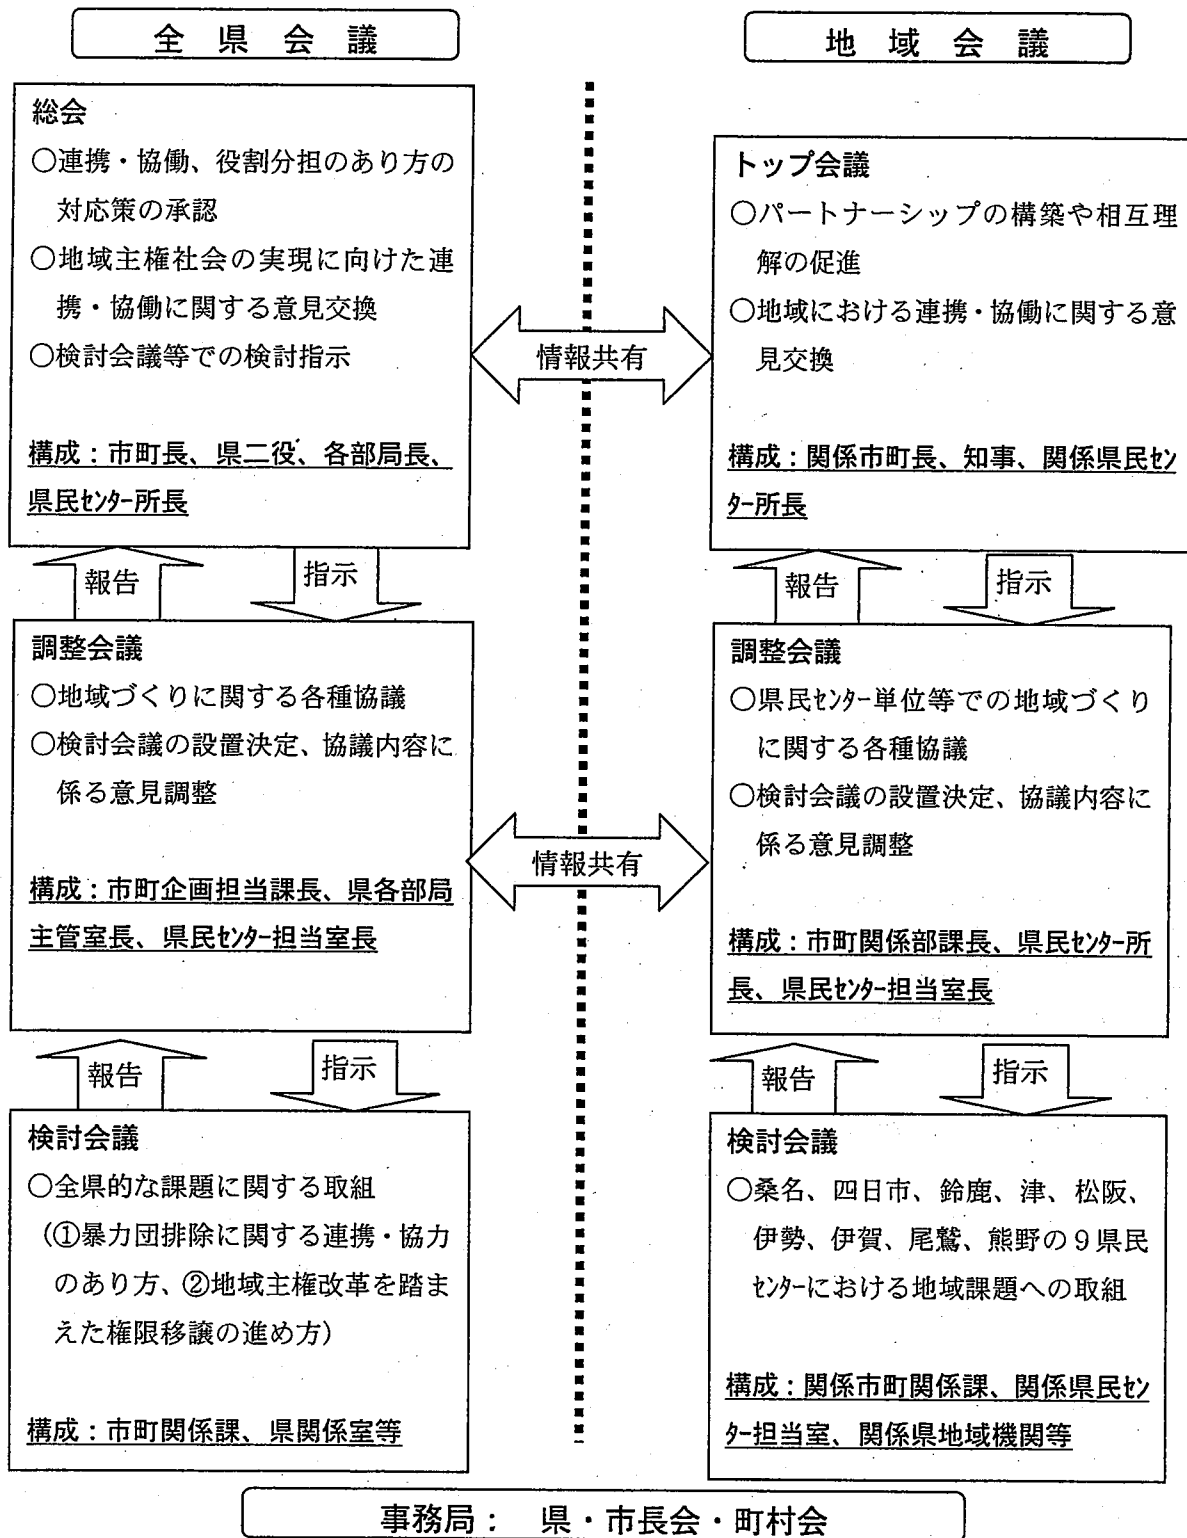 全県会議
総会
○連携・協働、役割分担のあり方の
対応策の承認
○地域主権社会の実現に向けた連
携・協働に関する意見交換
○検討会議等での検討指示
構成：市町長、県二役、各部局長、
県民ｾﾝﾀｰ所長
報告
指示
調整会議
○地域づくりに関する各種協議
○検討会議の設置決定、協議内容に
係る意見調整
構成：市町企画担当課長、県各部局
主管室長、県民ｾﾝﾀｰ担当室長
報告
指示
検討会議
○全県的な課題に関する取組
（①暴力団排除に関する連携・協力
のあり方、②地域主権改革を踏ま
えた権限移譲の進め方）
構成：市町関係課、県関係室等
情報共有
情報共有
地域会議
トップ会議
○パートナーシップの構築や相互理
解の促進
○地域における連携・協働に関する意
見交換
構成：関係市町長、知事、関係県民ｾﾝ
ﾀｰ所長
報告
指示
調整会議
○県民ｾﾝﾀｰ単位等での地域づくり
に関する各種協議
○検討会議の設置決定、協議内容に
係る意見調整
構成：市町関係部課長、県民ｾﾝﾀｰ所
長、県民ｾﾝﾀｰ担当室長
報告
指示
検討会議
○桑名、四日市、鈴鹿、津、松阪、
伊勢、伊賀、尾鷲、熊野の９県民
ｾﾝﾀｰにおける地域課題への取組
構成：関係市町関係課、関係県民ｾﾝ
ﾀｰ担当室、関係県地域機関等
事務局：　県・市長会・町村会